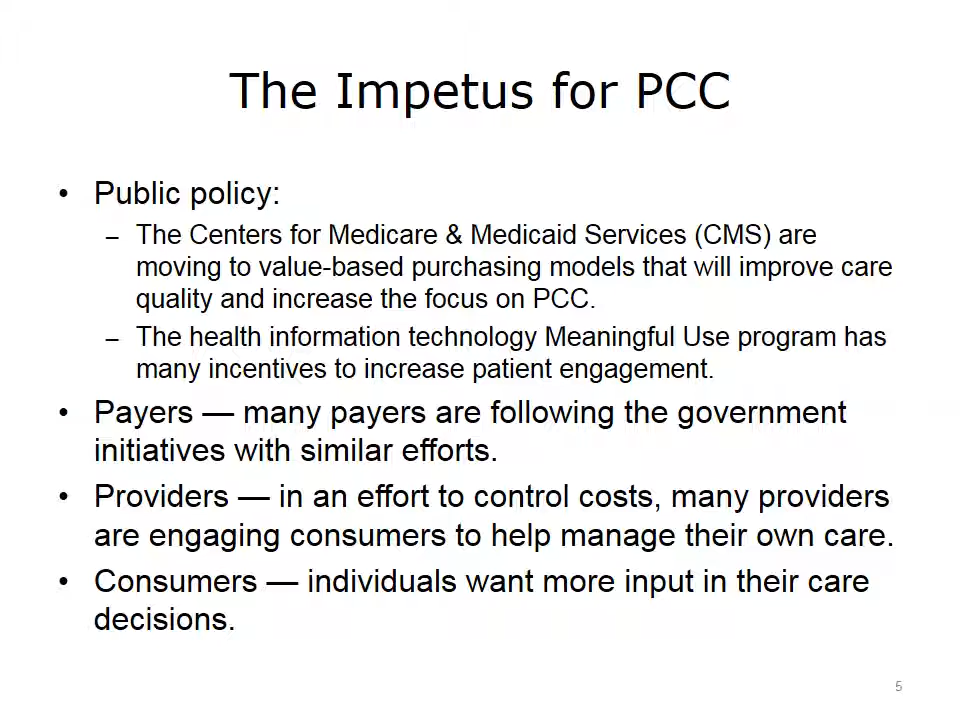 The Impetus for PCC
• Public policy:
– The Centers for Medicare & Medicaid Services (CMS) are
moving to value-based purchasing models that will improve care
quality and increase the focus on PCC.
– The health information technology Meaningful Use program has
many incentives to increase patient engagement.
• Payers — many payers are following the government
initiatives with similar efforts.
• Providers — in an effort to control costs, many providers
are engaging consumers to help manage their own care.
• Consumers — individuals want more input in their care
decisions.
5